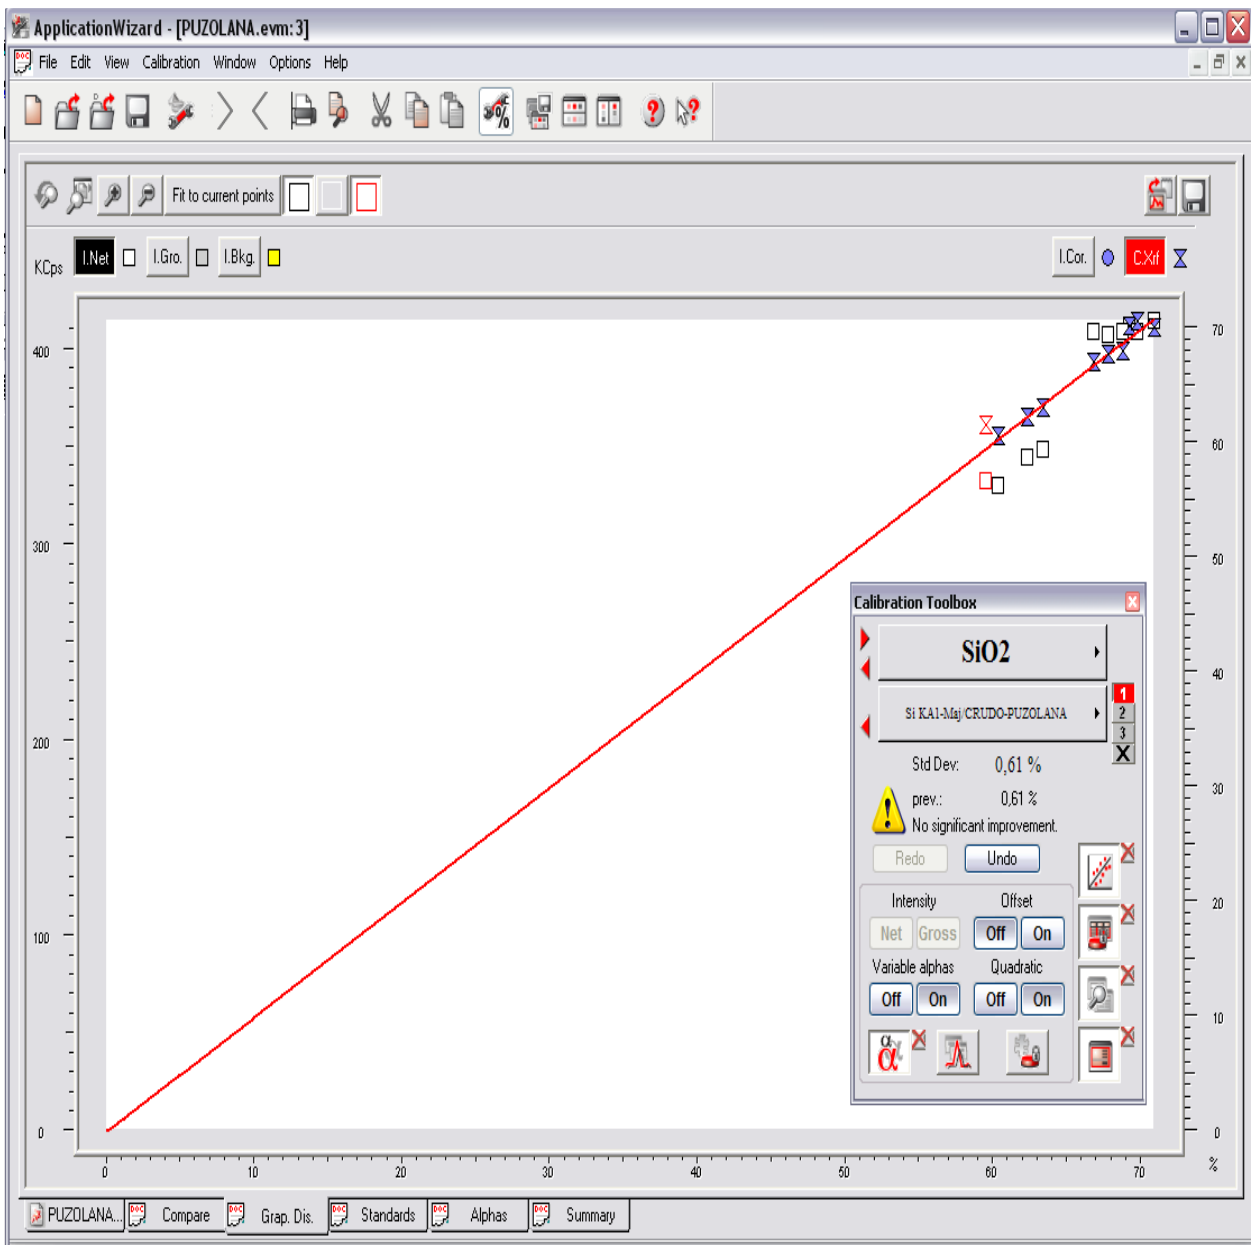 ApplicationWizard - [PUZOLANA.evm:3]
File Edit View Calibration Window Options Help
Fit to current points
KCps I.Net I.Gro. I.Bkg. I.Cor. C.Xrf
400
300
200
100
0
70
60
50
40
30
20
10
0
0 10 20 30 40 50 60 70 %
Calibration Toolbox
SiO2
Si KA1-Maj/CRUDO-PUZOLANA
1
2
3
X
Std Dev: 0,61 %
prev.: 0,61 %
No significant improvement.
Redo Undo
Intensity Offset
Net Gross Off On
Variable alphas Quadratic
Off On Off On
PUZOLANA... Compare Grap. Dis. Standards Alphas Summary